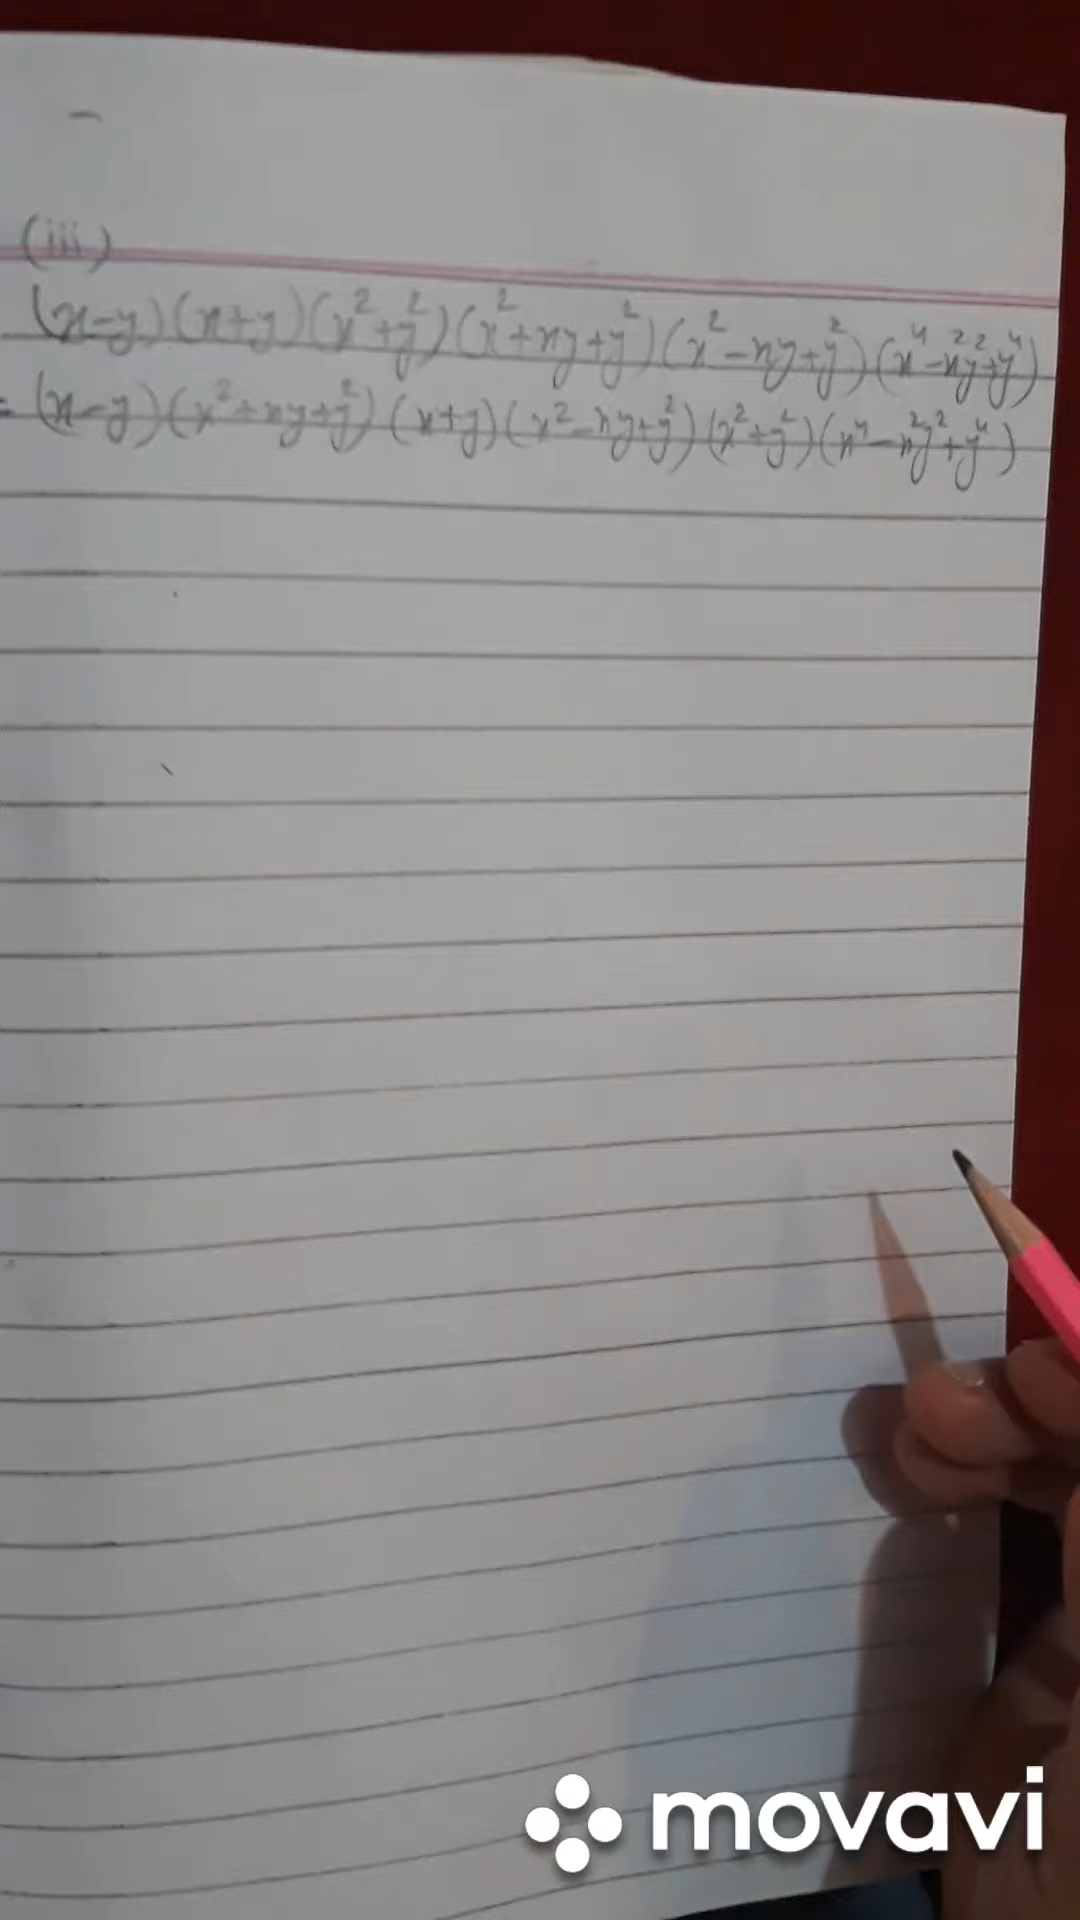 (iii)
(x-y)(x+y)(x²+y²)(x²+xy+y²)(x²-xy+y²)(x⁴-x²y²+y⁴)
= (x-y)(x²+xy+y²)(x+y)(x²-xy+y²)(x²+y²)(x⁴-x²y²+y⁴)
movavi